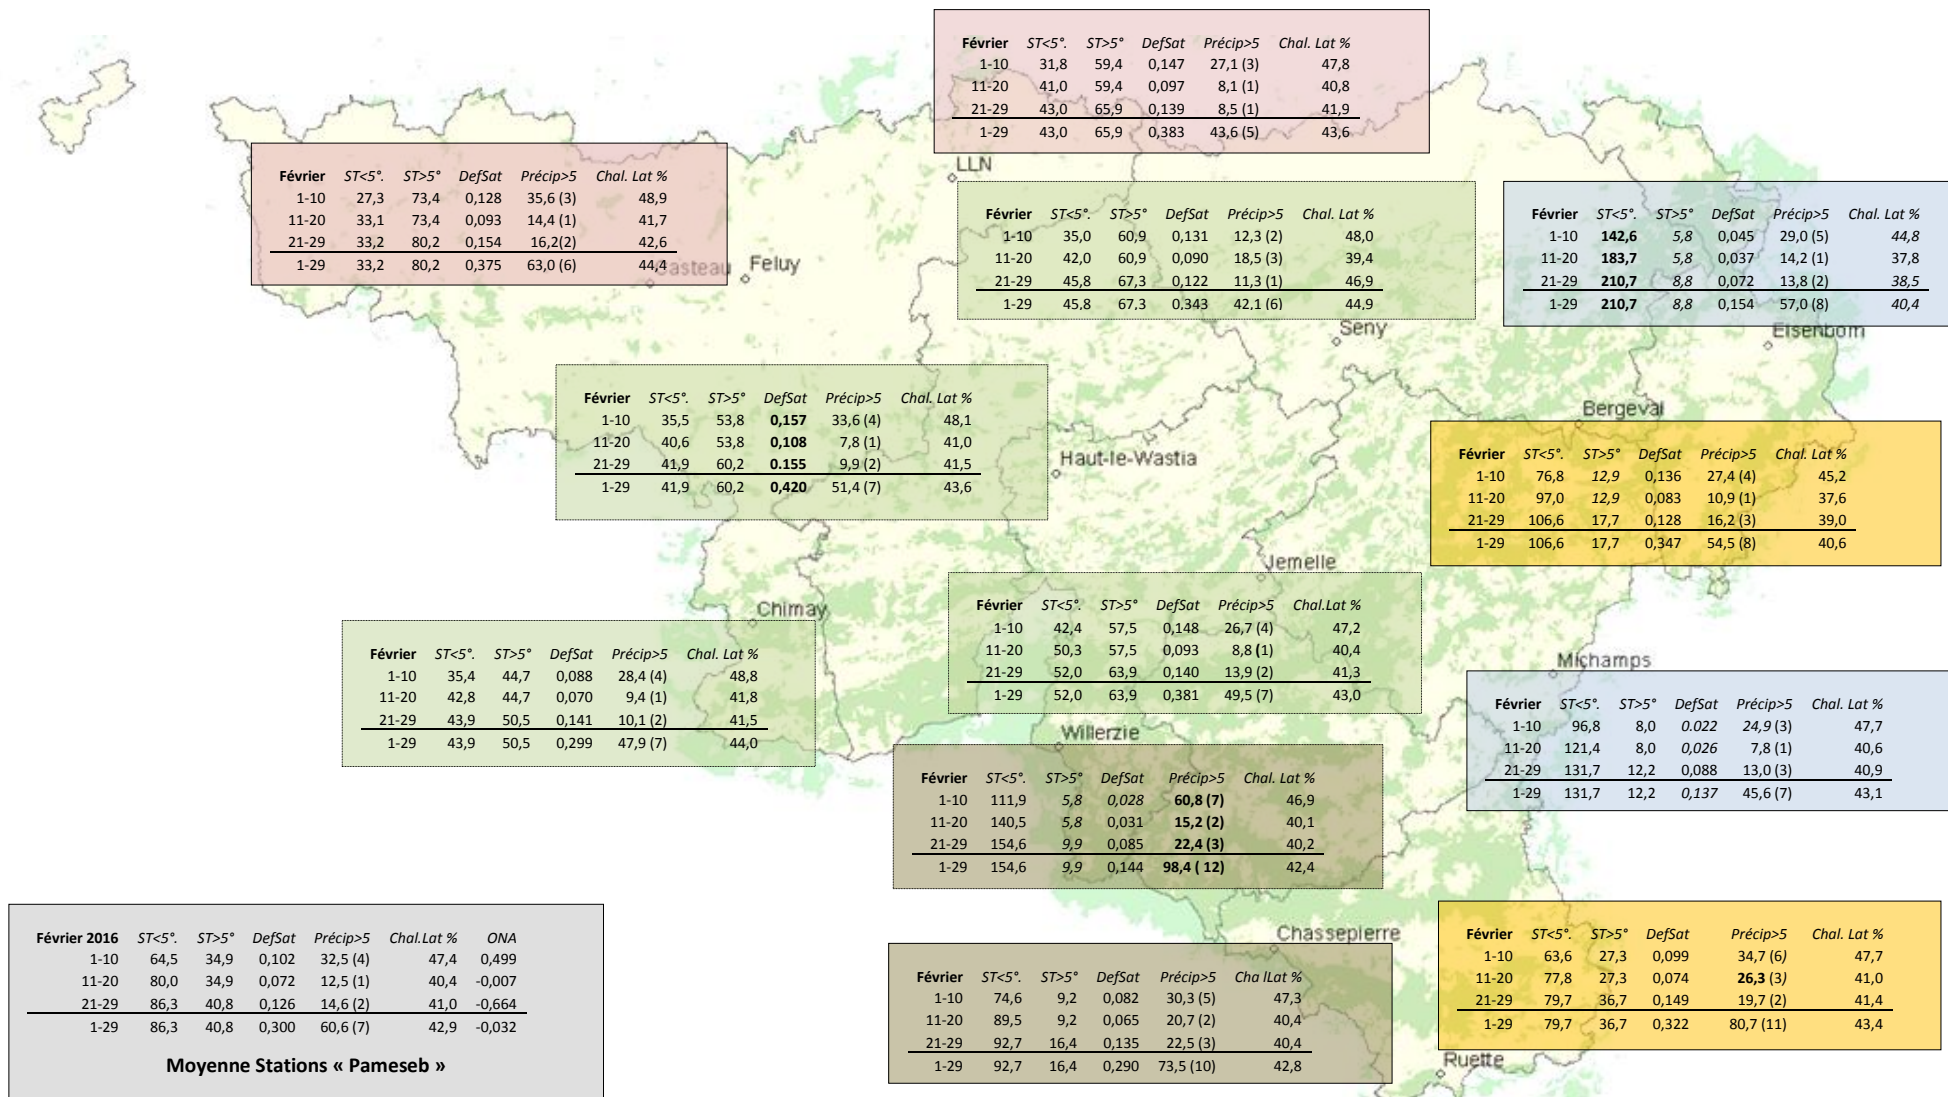 Février ST<5°. ST>5° DefSat Précip>5 Chal. Lat %
1-10 31,8 59,4 0,147 27,1 (3) 47,8
11-20 41,0 59,4 0,097 8,1 (1) 40,8
21-29 43,0 65,9 0,139 8,5 (1) 41,9
1-29 43,0 65,9 0,383 43,6 (5) 43,6
LLN
Février ST<5°. ST>5° DefSat Précip>5 Chal. Lat %
1-10 27,3 73,4 0,128 35,6 (3) 48,9
11-20 33,1 73,4 0,093 14,4 (1) 41,7
21-29 33,2 80,2 0,154 16,2(2) 42,6
1-29 33,2 80,2 0,375 63,0 (6) 44,4
Casteau Feluy
Février ST<5°. ST>5° DefSat Précip>5 Chal. Lat %
1-10 35,0 60,9 0,131 12,3 (2) 48,0
11-20 42,0 60,9 0,090 18,5 (3) 39,4
21-29 45,8 67,3 0,122 11,3 (1) 46,9
1-29 45,8 67,3 0,343 42,1 (6) 44,9
Seny
Février ST<5°. ST>5° DefSat Précip>5 Chal. Lat %
1-10 142,6 5,8 0,045 29,0 (5) 44,8
11-20 183,7 5,8 0,037 14,2 (1) 37,8
21-29 210,7 8,8 0,072 13,8 (2) 38,5
1-29 210,7 8,8 0,154 57,0 (8) 40,4
Elsenborn
Février ST<5°. ST>5° DefSat Précip>5 Chal. Lat %
1-10 35,5 53,8 0,157 33,6 (4) 48,1
11-20 40,6 53,8 0,108 7,8 (1) 41,0
21-29 41,9 60,2 0.155 9,9 (2) 41,5
1-29 41,9 60,2 0,420 51,4 (7) 43,6
Haut-le-Wastia
Bergeval
Février ST<5°. ST>5° DefSat Précip>5 Chal. Lat %
1-10 76,8 12,9 0,136 27,4 (4) 45,2
11-20 97,0 12,9 0,083 10,9 (1) 37,6
21-29 106,6 17,7 0,128 16,2 (3) 39,0
1-29 106,6 17,7 0,347 54,5 (8) 40,6
Jemelle
Février ST<5°. ST>5° DefSat Précip>5 Chal.Lat %
1-10 42,4 57,5 0,148 26,7 (4) 47,2
11-20 50,3 57,5 0,093 8,8 (1) 40,4
21-29 52,0 63,9 0,140 13,9 (2) 41,3
1-29 52,0 63,9 0,381 49,5 (7) 43,0
Chimay
Février ST<5°. ST>5° DefSat Précip>5 Chal. Lat %
1-10 35,4 44,7 0,088 28,4 (4) 48,8
11-20 42,8 44,7 0,070 9,4 (1) 41,8
21-29 43,9 50,5 0,141 10,1 (2) 41,5
1-29 43,9 50,5 0,299 47,9 (7) 44,0
Michamps
Février ST<5°. ST>5° DefSat Précip>5 Chal. Lat %
1-10 96,8 8,0 0.022 24,9 (3) 47,7
11-20 121,4 8,0 0,026 7,8 (1) 40,6
21-29 131,7 12,2 0,088 13,0 (3) 40,9
1-29 131,7 12,2 0,137 45,6 (7) 43,1
Willerzie
Février ST<5°. ST>5° DefSat Précip>5 Chal. Lat %
1-10 111,9 5,8 0,028 60,8 (7) 46,9
11-20 140,5 5,8 0,031 15,2 (2) 40,1
21-29 154,6 9,9 0,085 22,4 (3) 40,2
1-29 154,6 9,9 0,144 98,4 ( 12) 42,4
Février 2016 ST<5°. ST>5° DefSat Précip>5 Chal.Lat % ONA
1-10 64,5 34,9 0,102 32,5 (4) 47,4 0,499
11-20 80,0 34,9 0,072 12,5 (1) 40,4 -0,007
21-29 86,3 40,8 0,126 14,6 (2) 41,0 -0,664
1-29 86,3 40,8 0,300 60,6 (7) 42,9 -0,032
Moyenne Stations « Pameseb »
Chassepierre
Février ST<5°. ST>5° DefSat Précip>5 Cha lLat %
1-10 74,6 9,2 0,082 30,3 (5) 47,3
11-20 89,5 9,2 0,065 20,7 (2) 40,4
21-29 92,7 16,4 0,135 22,5 (3) 40,4
1-29 92,7 16,4 0,290 73,5 (10) 42,8
Février ST<5°. ST>5° DefSat Précip>5 Chal. Lat %
1-10 63,6 27,3 0,099 34,7 (6) 47,7
11-20 77,8 27,3 0,074 26,3 (3) 41,0
21-29 79,7 36,7 0,149 19,7 (2) 41,4
1-29 79,7 36,7 0,322 80,7 (11) 43,4
Ruette